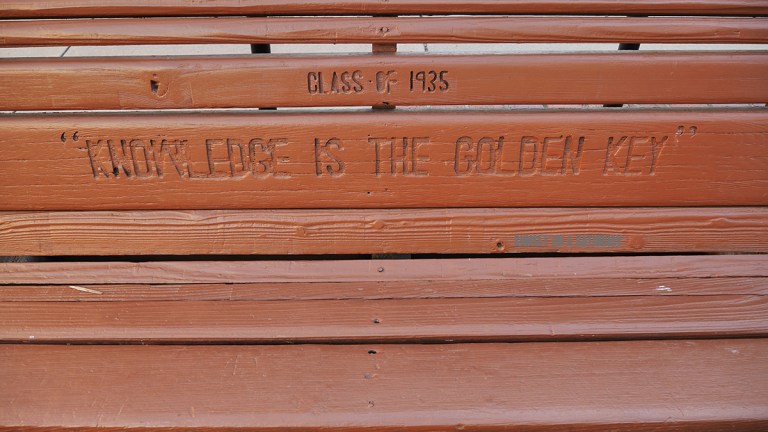 CLASS·OF 1935
"KNOWLEDGE IS THE GOLDEN KEY"